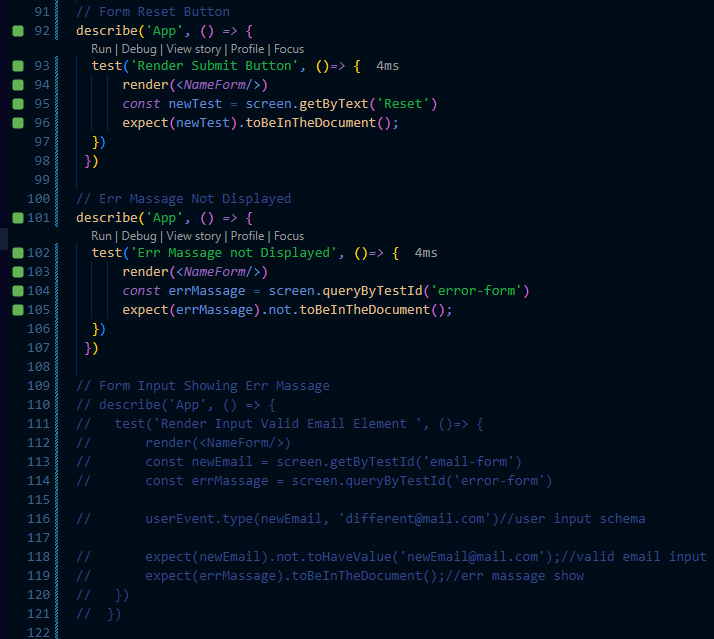 91 // Form Reset Button
92 describe('App', () => {
Run | Debug | View story | Profile | Focus
93 test('Render Submit Button', ()=> { 4ms
94 render(<NameForm/>)
95 const newTest = screen.getByText('Reset')
96 expect(newTest).toBeInTheDocument();
97 })
98 })
99
100 // Err Massage Not Displayed
101 describe('App', () => {
Run | Debug | View story | Profile | Focus
102 test('Err Massage not Displayed', ()=> { 4ms
103 render(<NameForm/>)
104 const errMassage = screen.queryByTestId('error-form')
105 expect(errMassage).not.toBeInTheDocument();
106 })
107 })
108
109 // Form Input Showing Err Massage
110 // describe('App', () => {
111 // test('Render Input Valid Email Element ', ()=> {
112 // render(<NameForm/>)
113 // const newEmail = screen.getByTestId('email-form')
114 // const errMassage = screen.queryByTestId('error-form')
115
116 // userEvent.type(newEmail, 'different@mail.com')//user input schema
117
118 // expect(newEmail).not.toHaveValue('newEmail@mail.com');//valid email input
119 // expect(errMassage).toBeInTheDocument();//err massage show
120 // })
121 // })
122